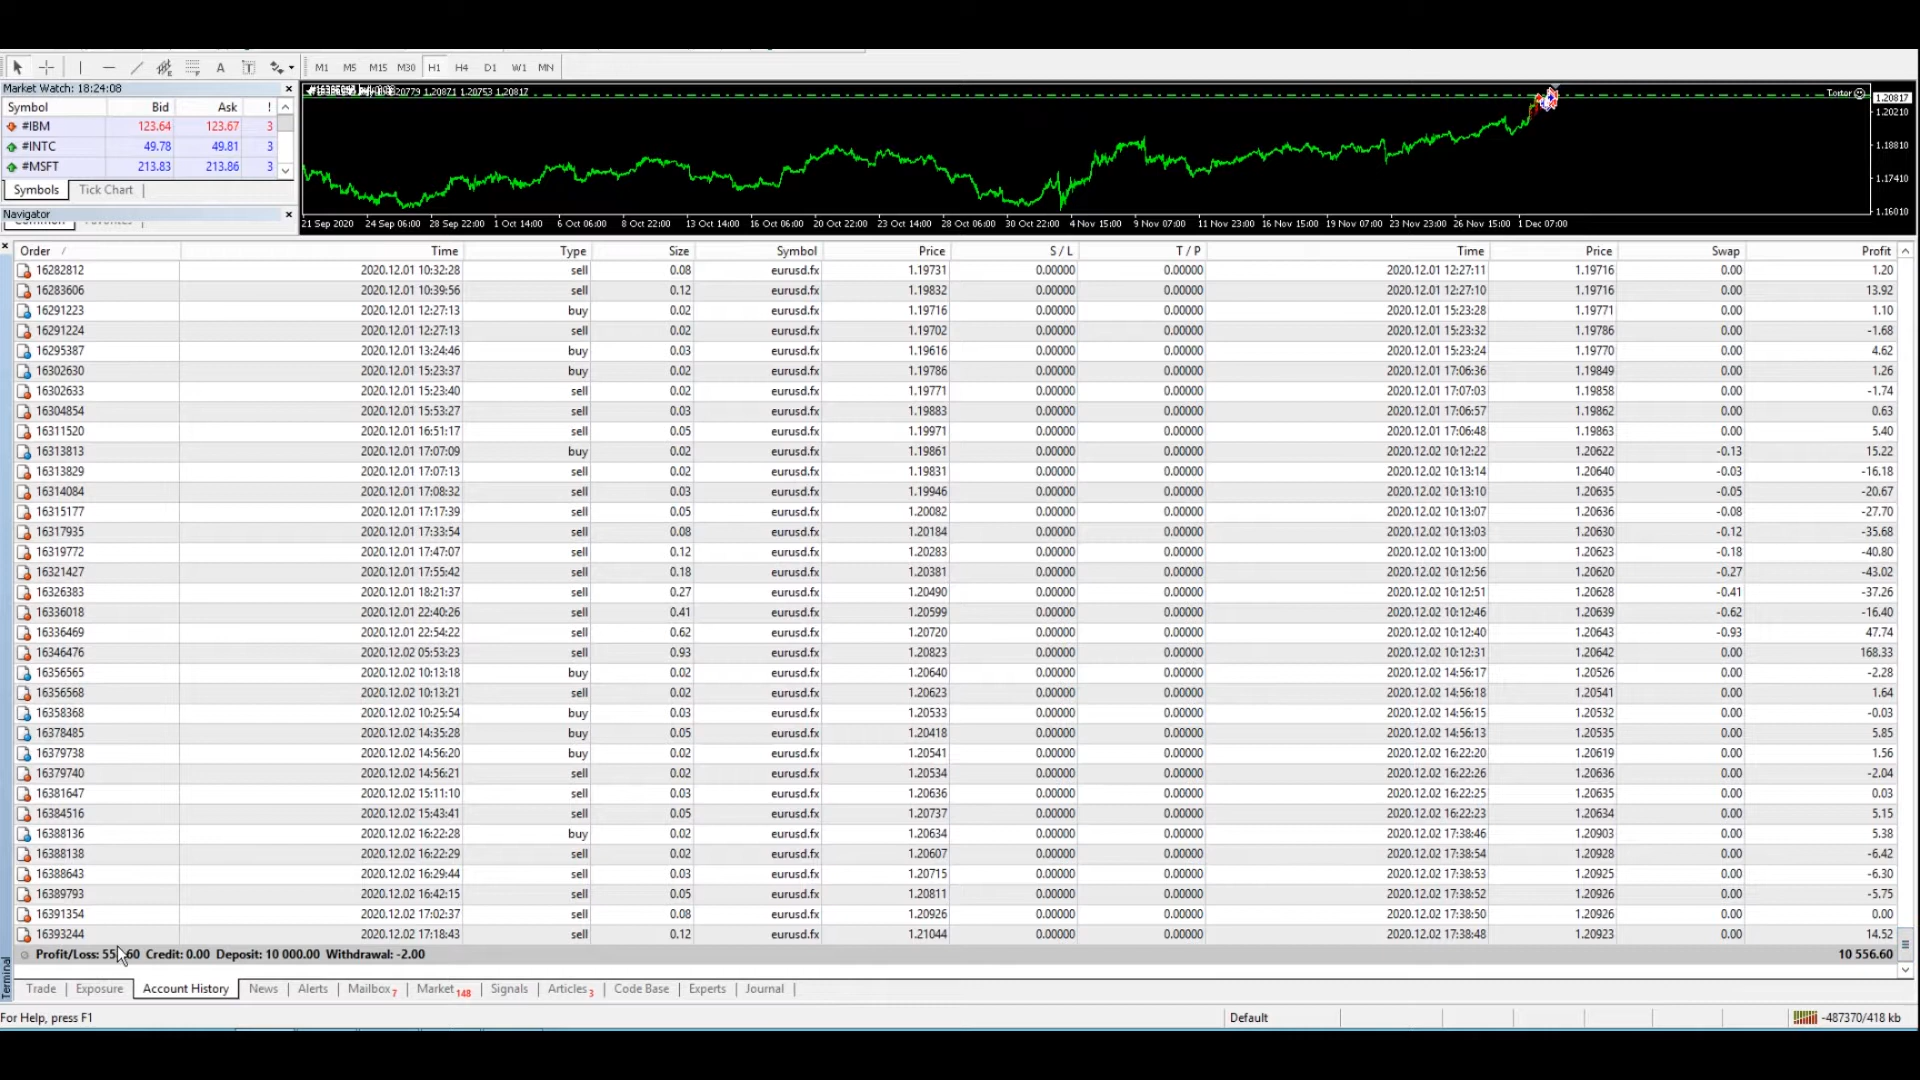 M1 M5 M15 M30 H1 H4 D1 W1 MN
Market Watch: 18:24:08
Symbol Bid Ask !
#IBM 123.64 123.67 3
#INTC 49.78 49.81 3
#MSFT 213.83 213.86 3
Symbols Tick Chart
Navigator
1.20871 1.20753 1.20817
Tortor
1.20817
1.20210
1.18810
1.17410
1.16010
21 Sep 2020 24 Sep 06:00 28 Sep 22:00 1 Oct 14:00 6 Oct 06:00 8 Oct 22:00 13 Oct 14:00 16 Oct 06:00 20 Oct 22:00 23 Oct 14:00 28 Oct 06:00 30 Oct 22:00 4 Nov 15:00 9 Nov 07:00 11 Nov 23:00 16 Nov 15:00 19 Nov 07:00 23 Nov 23:00 26 Nov 15:00 1 Dec 07:00
Order / Time Type Size Symbol Price S / L T / P Time Price Swap Profit
16282812 2020.12.01 10:32:28 sell 0.08 eurusd.fx 1.19731 0.00000 0.00000 2020.12.01 12:27:11 1.19716 0.00 1.20
16283606 2020.12.01 10:39:56 sell 0.12 eurusd.fx 1.19832 0.00000 0.00000 2020.12.01 12:27:10 1.19716 0.00 13.92
16291223 2020.12.01 12:27:13 buy 0.02 eurusd.fx 1.19716 0.00000 0.00000 2020.12.01 15:23:28 1.19771 0.00 1.10
16291224 2020.12.01 12:27:13 sell 0.02 eurusd.fx 1.19702 0.00000 0.00000 2020.12.01 15:23:32 1.19786 0.00 -1.68
16295387 2020.12.01 13:24:46 buy 0.03 eurusd.fx 1.19616 0.00000 0.00000 2020.12.01 15:23:24 1.19770 0.00 4.62
16302630 2020.12.01 15:23:37 buy 0.02 eurusd.fx 1.19786 0.00000 0.00000 2020.12.01 17:06:36 1.19849 0.00 1.26
16302633 2020.12.01 15:23:40 sell 0.02 eurusd.fx 1.19771 0.00000 0.00000 2020.12.01 17:07:03 1.19858 0.00 -1.74
16304854 2020.12.01 15:53:27 sell 0.03 eurusd.fx 1.19883 0.00000 0.00000 2020.12.01 17:06:57 1.19862 0.00 0.63
16311520 2020.12.01 16:51:17 sell 0.05 eurusd.fx 1.19971 0.00000 0.00000 2020.12.01 17:06:48 1.19863 0.00 5.40
16313813 2020.12.01 17:07:09 buy 0.02 eurusd.fx 1.19861 0.00000 0.00000 2020.12.02 10:12:22 1.20622 -0.13 15.22
16313829 2020.12.01 17:07:13 sell 0.02 eurusd.fx 1.19831 0.00000 0.00000 2020.12.02 10:13:14 1.20640 -0.03 -16.18
16314084 2020.12.01 17:08:32 sell 0.03 eurusd.fx 1.19946 0.00000 0.00000 2020.12.02 10:13:10 1.20635 -0.05 -20.67
16315177 2020.12.01 17:17:39 sell 0.05 eurusd.fx 1.20082 0.00000 0.00000 2020.12.02 10:13:07 1.20636 -0.08 -27.70
16317935 2020.12.01 17:33:54 sell 0.08 eurusd.fx 1.20184 0.00000 0.00000 2020.12.02 10:13:03 1.20630 -0.12 -35.68
16319772 2020.12.01 17:47:07 sell 0.12 eurusd.fx 1.20283 0.00000 0.00000 2020.12.02 10:13:00 1.20623 -0.18 -40.80
16321427 2020.12.01 17:55:42 sell 0.18 eurusd.fx 1.20381 0.00000 0.00000 2020.12.02 10:12:56 1.20620 -0.27 -43.02
16326383 2020.12.01 18:21:37 sell 0.27 eurusd.fx 1.20490 0.00000 0.00000 2020.12.02 10:12:51 1.20628 -0.41 -37.26
16336018 2020.12.01 22:40:26 sell 0.41 eurusd.fx 1.20599 0.00000 0.00000 2020.12.02 10:12:46 1.20639 -0.62 -16.40
16336469 2020.12.01 22:54:22 sell 0.62 eurusd.fx 1.20720 0.00000 0.00000 2020.12.02 10:12:40 1.20643 -0.93 47.74
16346476 2020.12.02 05:53:23 sell 0.93 eurusd.fx 1.20823 0.00000 0.00000 2020.12.02 10:12:31 1.20642 0.00 168.33
16356565 2020.12.02 10:13:18 buy 0.02 eurusd.fx 1.20640 0.00000 0.00000 2020.12.02 14:56:17 1.20526 0.00 -2.28
16356568 2020.12.02 10:13:21 sell 0.02 eurusd.fx 1.20623 0.00000 0.00000 2020.12.02 14:56:18 1.20541 0.00 1.64
16358368 2020.12.02 10:25:54 buy 0.03 eurusd.fx 1.20533 0.00000 0.00000 2020.12.02 14:56:15 1.20532 0.00 -0.03
16378485 2020.12.02 14:35:28 buy 0.05 eurusd.fx 1.20418 0.00000 0.00000 2020.12.02 14:56:13 1.20535 0.00 5.85
16379738 2020.12.02 14:56:20 buy 0.02 eurusd.fx 1.20541 0.00000 0.00000 2020.12.02 16:22:20 1.20619 0.00 1.56
16379740 2020.12.02 14:56:21 sell 0.02 eurusd.fx 1.20534 0.00000 0.00000 2020.12.02 16:22:26 1.20636 0.00 -2.04
16381647 2020.12.02 15:11:10 sell 0.03 eurusd.fx 1.20636 0.00000 0.00000 2020.12.02 16:22:25 1.20635 0.00 0.03
16384516 2020.12.02 15:43:41 sell 0.05 eurusd.fx 1.20737 0.00000 0.00000 2020.12.02 16:22:23 1.20634 0.00 5.15
16388136 2020.12.02 16:22:28 buy 0.02 eurusd.fx 1.20634 0.00000 0.00000 2020.12.02 17:38:46 1.20903 0.00 5.38
16388138 2020.12.02 16:22:29 sell 0.02 eurusd.fx 1.20607 0.00000 0.00000 2020.12.02 17:38:54 1.20928 0.00 -6.42
16388643 2020.12.02 16:29:44 sell 0.03 eurusd.fx 1.20715 0.00000 0.00000 2020.12.02 17:38:53 1.20925 0.00 -6.30
16389793 2020.12.02 16:42:15 sell 0.05 eurusd.fx 1.20811 0.00000 0.00000 2020.12.02 17:38:52 1.20926 0.00 -5.75
16391354 2020.12.02 17:02:37 sell 0.08 eurusd.fx 1.20926 0.00000 0.00000 2020.12.02 17:38:50 1.20926 0.00 0.00
16393244 2020.12.02 17:18:43 sell 0.12 eurusd.fx 1.21044 0.00000 0.00000 2020.12.02 17:38:48 1.20923 0.00 14.52
Profit/Loss: Credit: 0.00 Deposit: 10 000.00 Withdrawal: -2.00 10 556.60
Terminal
Trade Exposure Account History News Alerts Mailbox 7 Market 148 Signals Articles 3 Code Base Experts Journal
For Help, press F1 Default -487370/418 kb